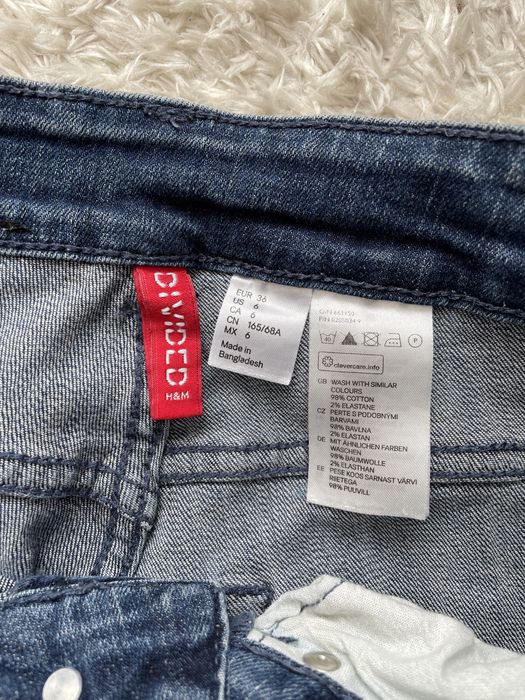 DIVIDED
H&M
EUR 36
US 6
CA 6
CN 165/68A
MX 6
Made in
Bangladesh
40
P
clevercare.info
GB WASH WITH SIMILAR
COLOURS
98% COTTON
2% ELASTANE
CZ PERTE S PODOBNÝMI
BARVAMI
98% BAVLNA
2% ELASTAN
DE MIT ÄHNLICHEN FARBEN
WASCHEN
98% BAUMWOLLE
2% ELASTHAN
EE PESE KOOS SARNAST VÄRVI
RIIETEGA
98% PUUVILL